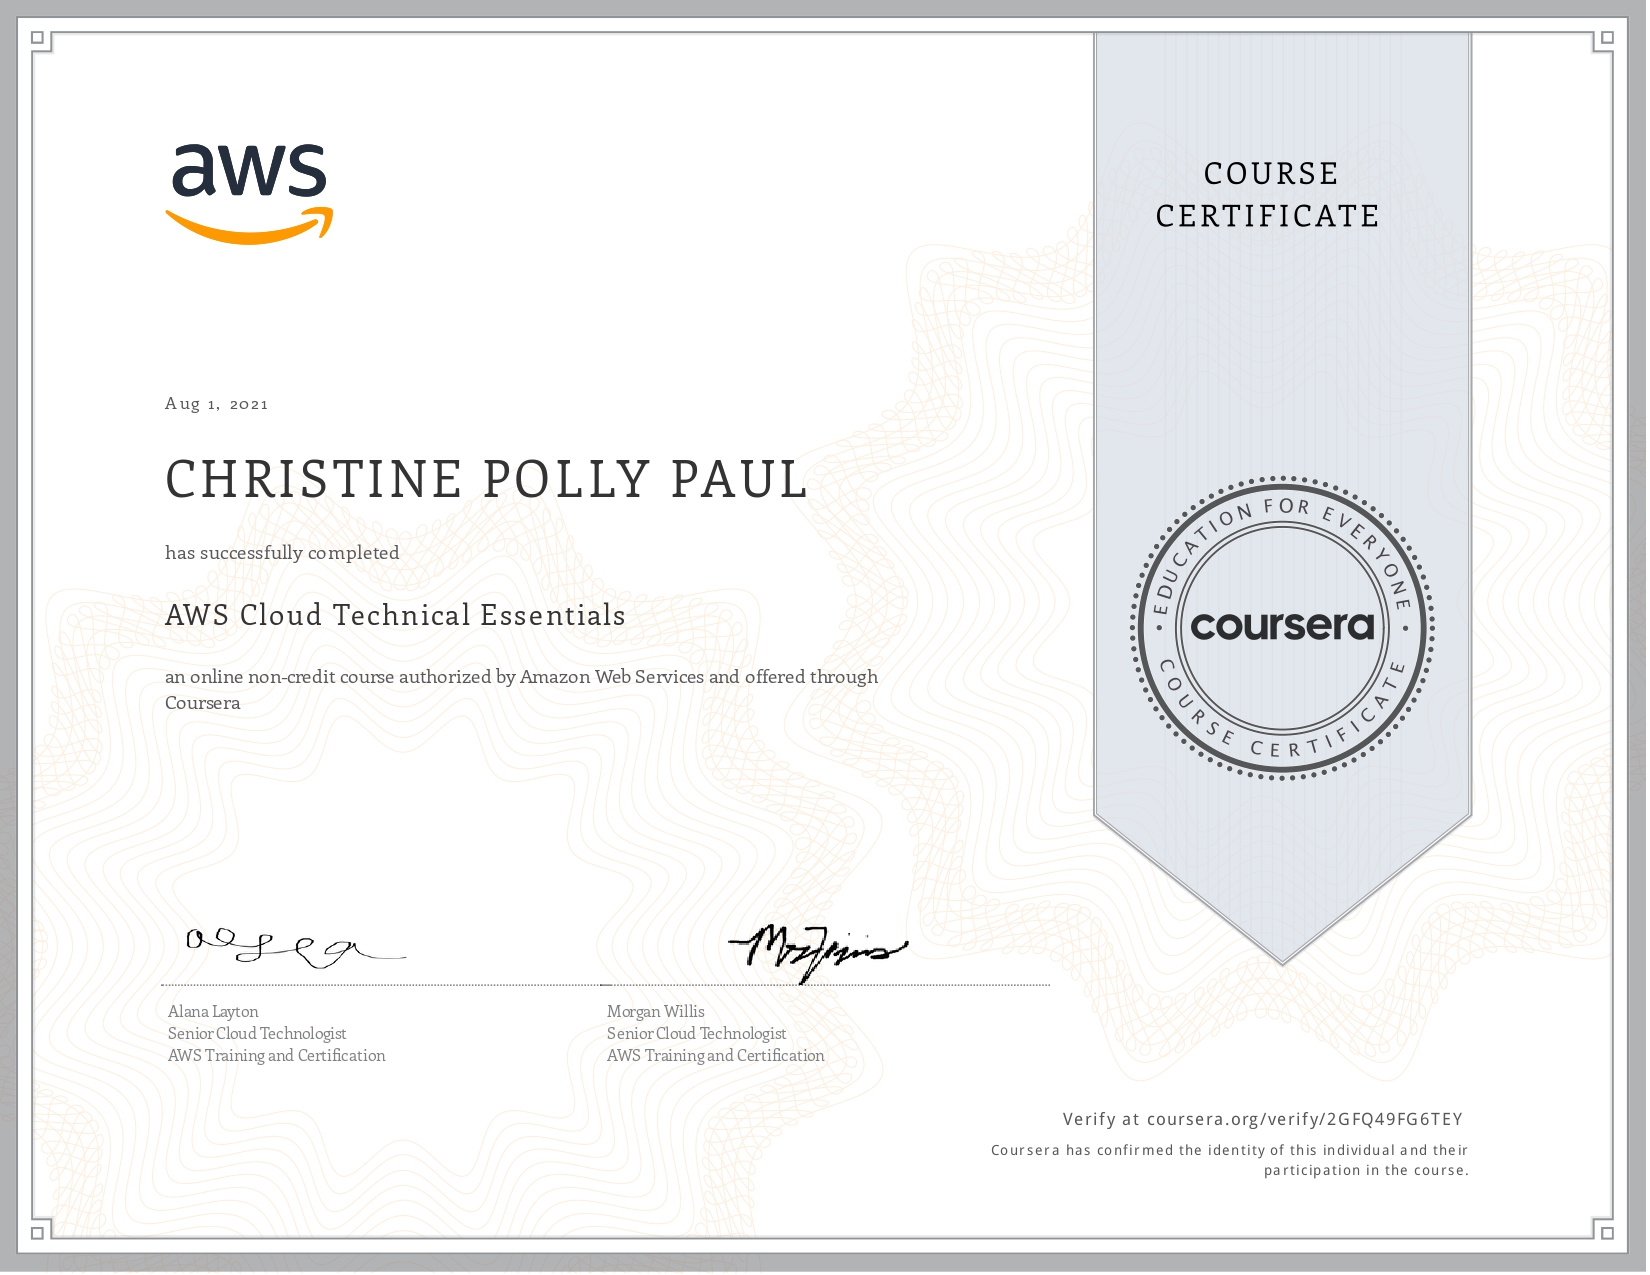 aws
COURSE
CERTIFICATE
Aug 1, 2021
CHRISTINE POLLY PAUL
has successfully completed
AWS Cloud Technical Essentials
an online non-credit course authorized by Amazon Web Services and offered through
Coursera
EDUCATION FOR EVERYONE
coursera
COURSE CERTIFICATE
Alana Layton
Senior Cloud Technologist
AWS Training and Certification
Morgan Willis
Senior Cloud Technologist
AWS Training and Certification
Verify at coursera.org/verify/2GFQ49FG6TEY
Coursera has confirmed the identity of this individual and their
participation in the course.